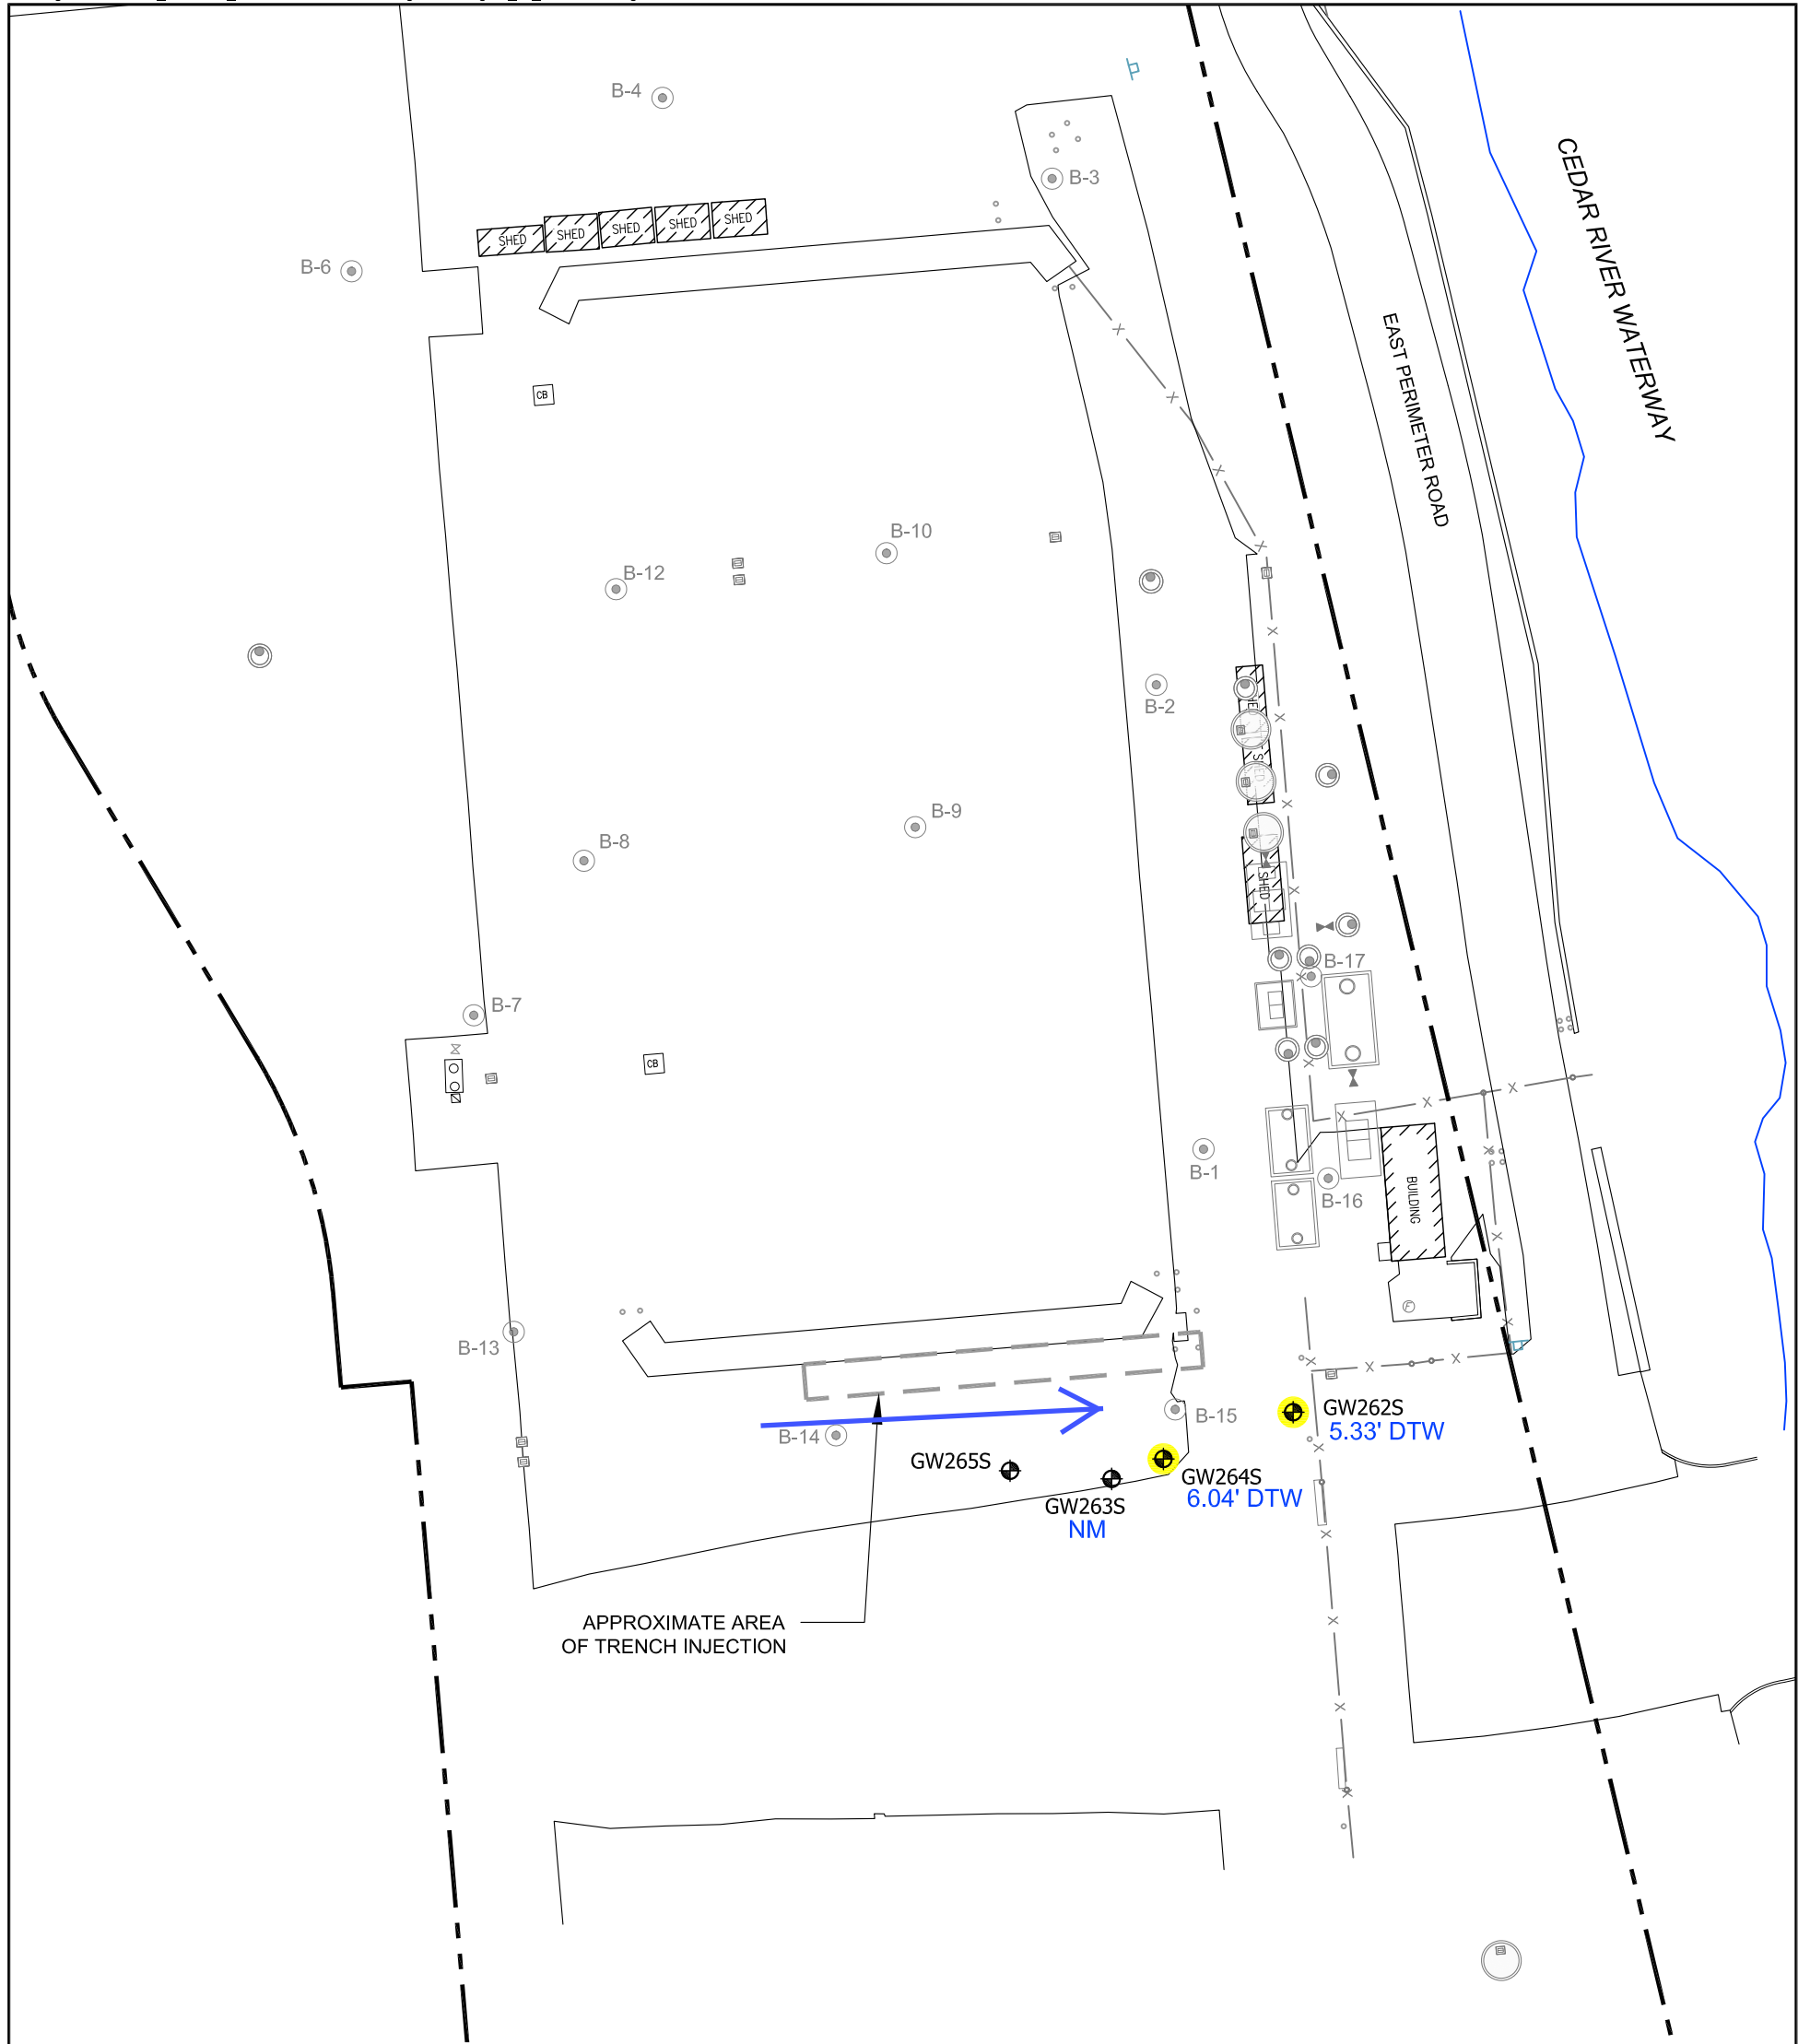 B-4
CEDAR RIVER WATERWAY
B-3
SHED
SHED
SHED
SHED
SHED
B-6
EAST PERIMETER ROAD
CB
B-10
B-12
B-2
SHED
B-9
B-8
SHED
B-17
B-7
CB
B-1
B-16
BUILDING
F
B-13
B-15
GW262S
5.33' DTW
B-14
GW265S
GW264S
6.04' DTW
GW263S
NM
APPROXIMATE AREA
OF TRENCH INJECTION